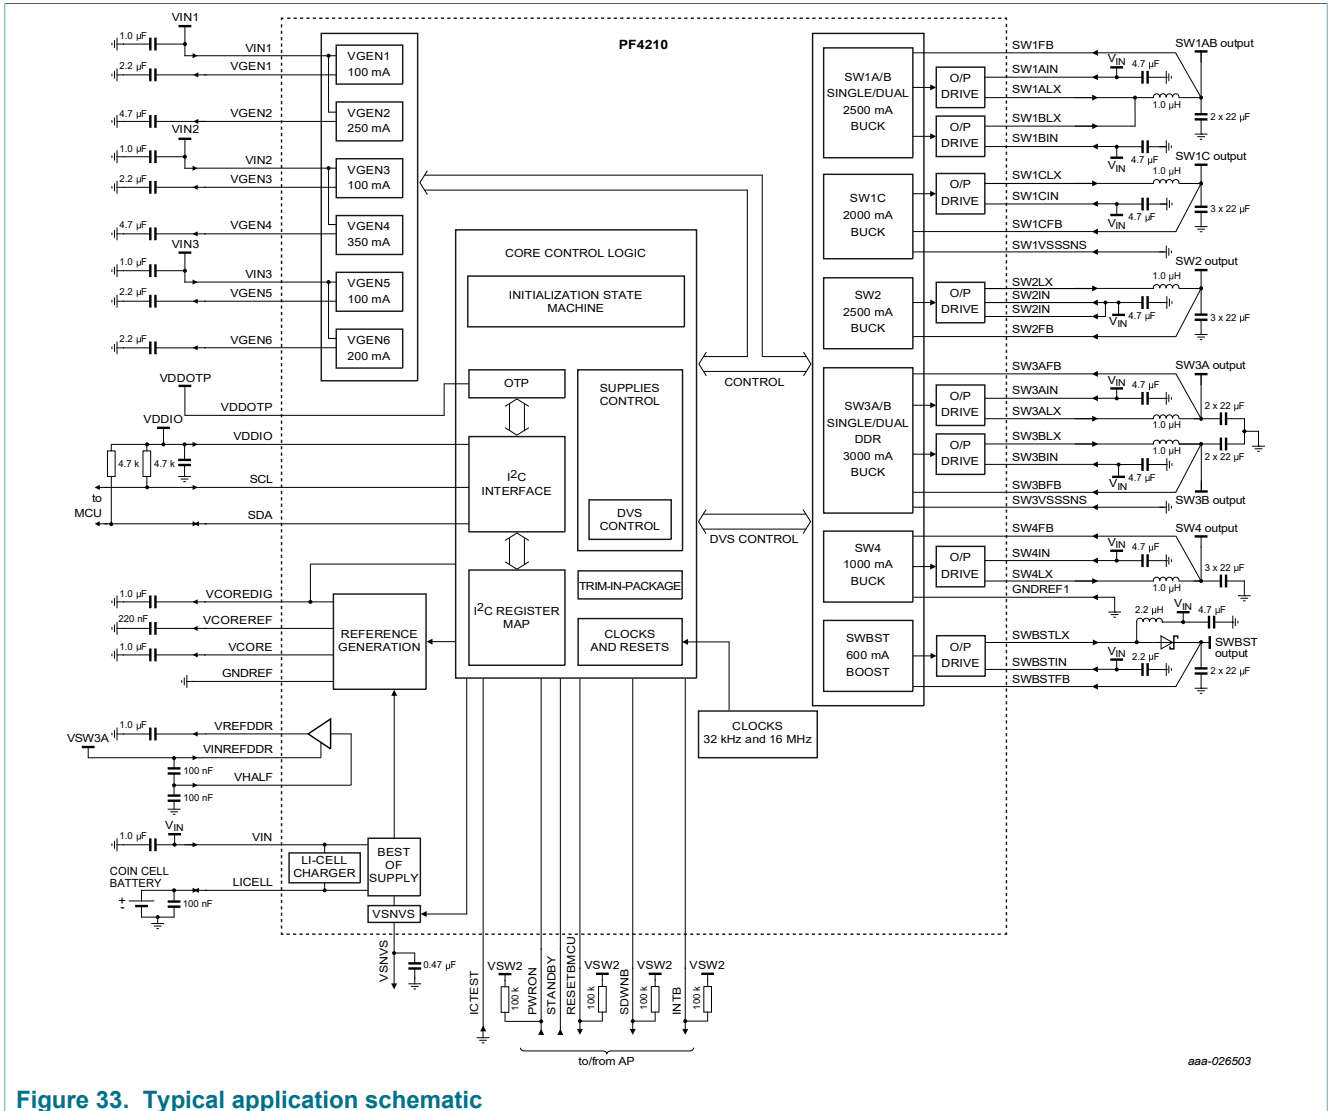 PF4210
VIN1
1.0 µF
VIN1
2.2 µF
VGEN1
4.7 µF
VGEN2
VIN2
1.0 µF
VIN2
2.2 µF
VGEN3
4.7 µF
VGEN4
VIN3
1.0 µF
VIN3
2.2 µF
VGEN5
2.2 µF
VGEN6
VGEN1
100 mA
VGEN2
250 mA
VGEN3
100 mA
VGEN4
350 mA
VGEN5
100 mA
VGEN6
200 mA
VDDOTP
VDDOTP
VDDIO
VDDIO
4.7 k
4.7 k
SCL
to
MCU
SDA
1.0 µF
VCOREDIG
220 nF
VCOREREF
1.0 µF
VCORE
GNDREF
REFERENCE
GENERATION
1.0 µF
VREFDDR
VSW3A
VINREFDDR
100 nF
VHALF
100 nF
VIN
1.0 µF
VIN
COIN CELL
BATTERY
+
-
LICELL
100 nF
LI-CELL
CHARGER
BEST
OF
SUPPLY
VSNVS
VSNVS
0.47 µF
CORE CONTROL LOGIC
INITIALIZATION STATE
MACHINE
OTP
I2C
INTERFACE
I2C REGISTER
MAP
SUPPLIES
CONTROL
DVS
CONTROL
TRIM-IN-PACKAGE
CLOCKS
AND RESETS
CLOCKS
32 kHz and 16 MHz
CONTROL
DVS CONTROL
ICTEST
VSW2
100 k
PWRON
STANDBY
RESETBMCU
VSW2
100 k
SDWNB
VSW2
100 k
INTB
VSW2
100 k
to/from AP
SW1A/B
SINGLE/DUAL
2500 mA
BUCK
O/P
DRIVE
O/P
DRIVE
SW1FB
SW1AIN
SW1ALX
SW1BLX
SW1BIN
VIN
4.7 µF
1.0 µH
SW1AB output
2 x 22 µF
VIN
4.7 µF
SW1C
2000 mA
BUCK
O/P
DRIVE
SW1CLX
SW1CIN
SW1CFB
SW1VSSSNS
SW1C output
1.0 µH
VIN
4.7 µF
3 x 22 µF
SW2
2500 mA
BUCK
O/P
DRIVE
SW2LX
SW2IN
SW2IN
SW2FB
SW2 output
1.0 µH
VIN
4.7 µF
3 x 22 µF
SW3A/B
SINGLE/DUAL
DDR
3000 mA
BUCK
O/P
DRIVE
O/P
DRIVE
SW3AFB
SW3AIN
SW3ALX
SW3BLX
SW3BIN
SW3BFB
SW3VSSSNS
SW3A output
VIN
4.7 µF
2 x 22 µF
1.0 µH
1.0 µH
2 x 22 µF
VIN
4.7 µF
SW3B output
SW4
1000 mA
BUCK
O/P
DRIVE
SW4FB
SW4IN
SW4LX
GNDREF1
SW4 output
VIN
4.7 µF
3 x 22 µF
1.0 µH
SWBST
600 mA
BOOST
O/P
DRIVE
SWBSTLX
SWBSTIN
SWBSTFB
2.2 µH
VIN
4.7 µF
SWBST
output
VIN
2.2 µF
2 x 22 µF
aaa-026503
Figure 33. Typical application schematic